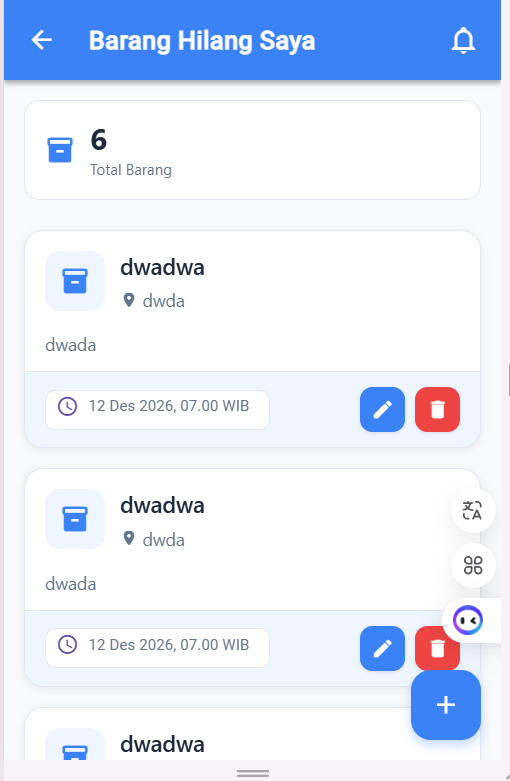 Barang Hilang Saya
6
Total Barang
dwadwa
dwda
dwada
12 Des 2026, 07.00 WIB
dwadwa
dwda
dwada
12 Des 2026, 07.00 WIB
dwadwa